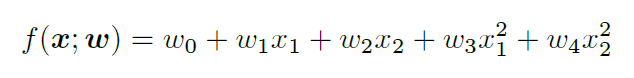 f(x; w) = w₀ + w₁x₁ + w₂x₂ + w₃x₁² + w₄x₂²